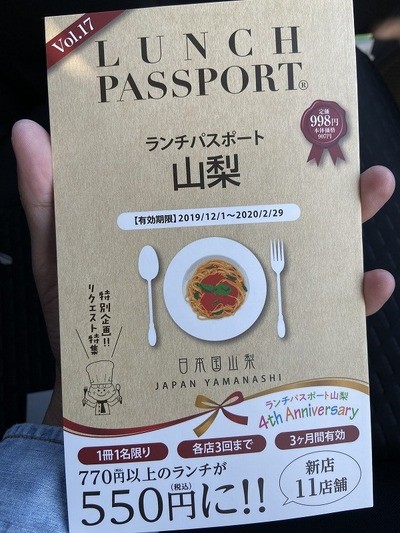 Vol.17
LUNCH
PASSPORT®
定価
998円
本体価格
907円
ランチパスポート
山梨
【有効期限】2019/12/1〜2020/2/29
特別企画!!
リクエスト特集
日本国山梨
JAPAN YAMANASHI
ランチパスポート山梨
4th Anniversary
1冊1名限り
各店3回まで
3ヶ月間有効
770円以上のランチが
(税込)
550円に!!
新店
11店舗